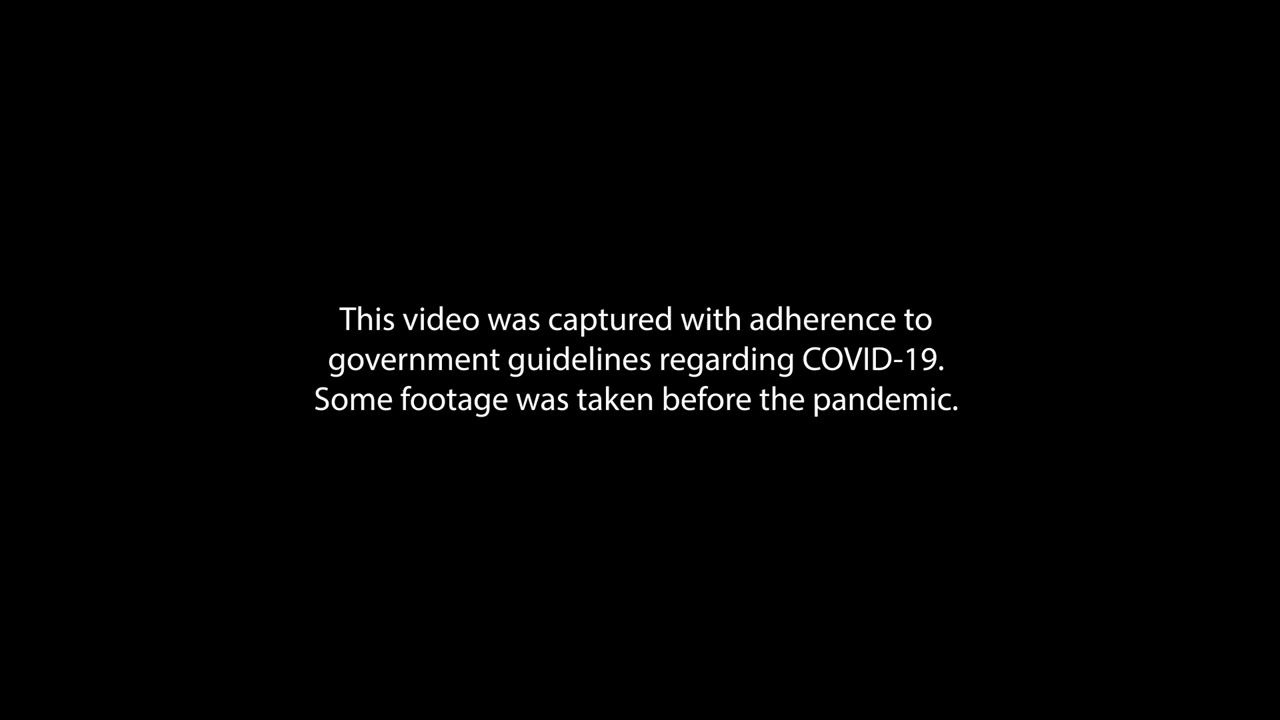 This video was captured with adherence to
government guidelines regarding COVID-19.
Some footage was taken before the pandemic.